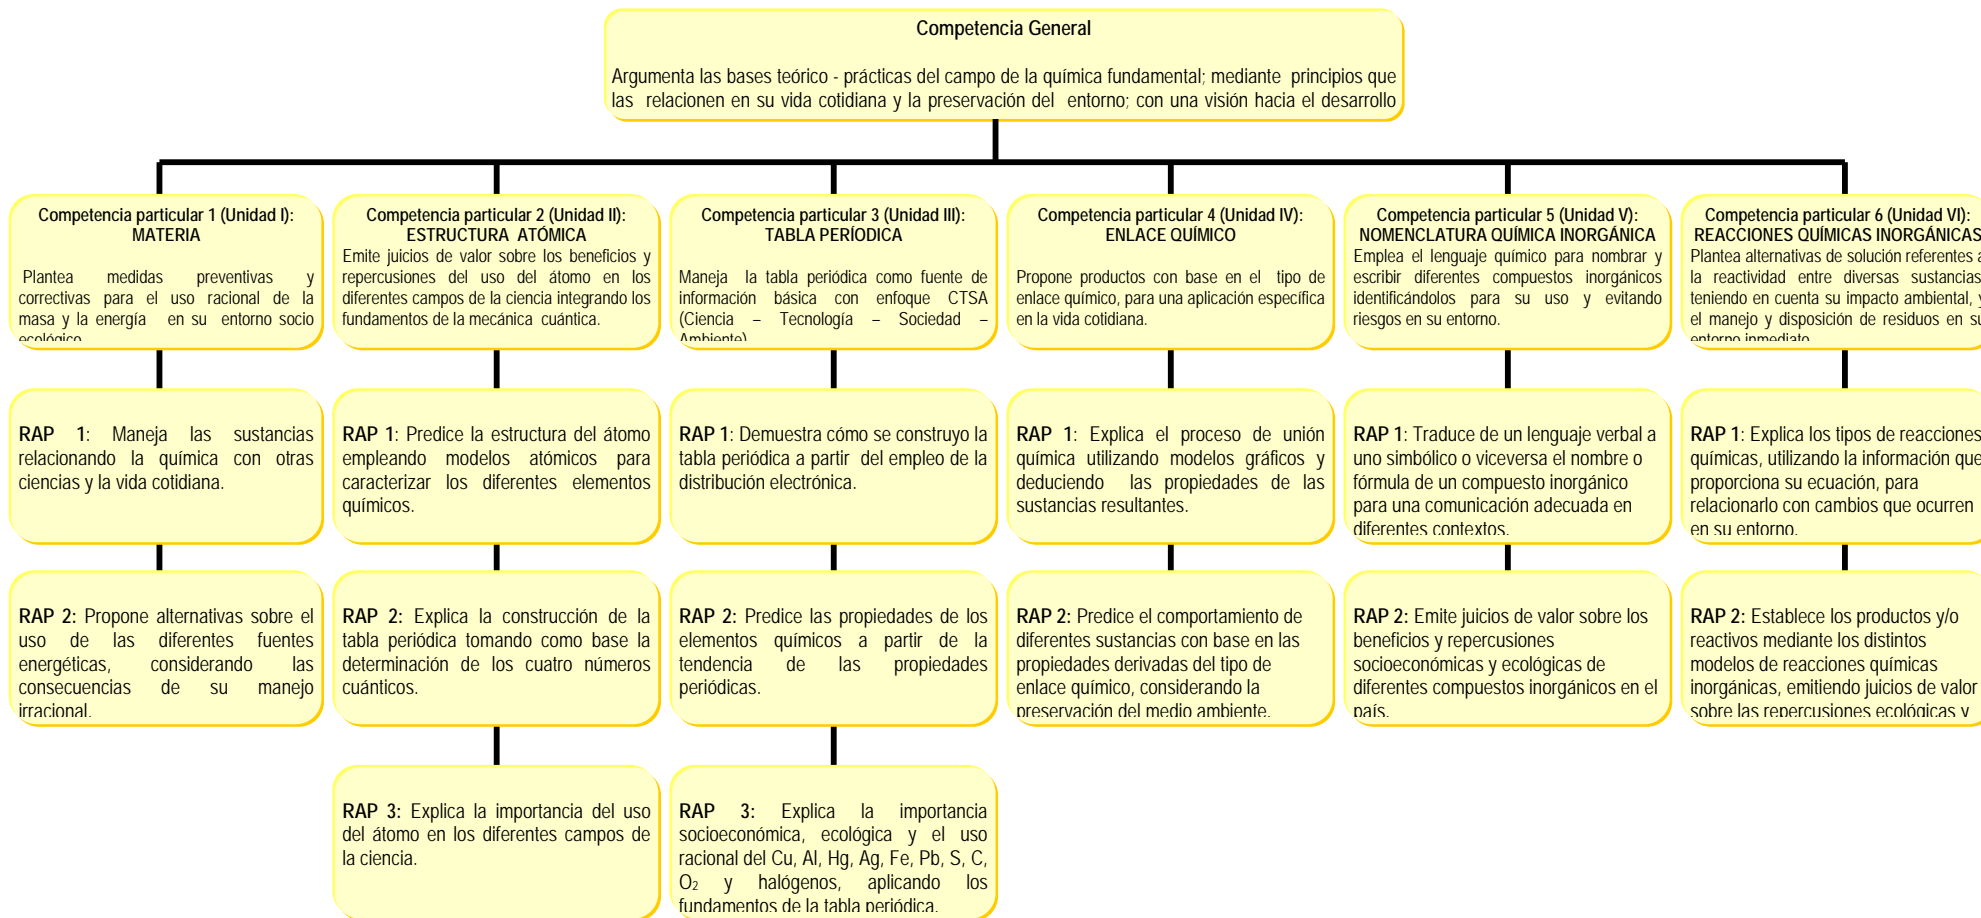 Competencia General
Argumenta las bases teórico - prácticas del campo de la química fundamental; mediante principios que
las relacionen en su vida cotidiana y la preservación del entorno; con una visión hacia el desarrollo
Competencia particular 1 (Unidad I):
MATERIA
Plantea medidas preventivas y
correctivas para el uso racional de la
masa y la energía en su entorno socio
ecológico
Competencia particular 2 (Unidad II):
ESTRUCTURA ATÓMICA
Emite juicios de valor sobre los beneficios y
repercusiones del uso del átomo en los
diferentes campos de la ciencia integrando los
fundamentos de la mecánica cuántica.
Competencia particular 3 (Unidad III):
TABLA PERÍODICA
Maneja la tabla periódica como fuente de
información básica con enfoque CTSA
(Ciencia – Tecnología – Sociedad –
Ambiente)
Competencia particular 4 (Unidad IV):
ENLACE QUÍMICO
Propone productos con base en el tipo de
enlace químico, para una aplicación específica
en la vida cotidiana.
Competencia particular 5 (Unidad V):
NOMENCLATURA QUÍMICA INORGÁNICA
Emplea el lenguaje químico para nombrar y
escribir diferentes compuestos inorgánicos
identificándolos para su uso y evitando
riesgos en su entorno.
Competencia particular 6 (Unidad VI):
REACCIONES QUÍMICAS INORGÁNICAS
Plantea alternativas de solución referentes a
la reactividad entre diversas sustancias
teniendo en cuenta su impacto ambiental, y
el manejo y disposición de residuos en su
entorno inmediato
RAP 1: Maneja las sustancias
relacionando la química con otras
ciencias y la vida cotidiana.
RAP 1: Predice la estructura del átomo
empleando modelos atómicos para
caracterizar los diferentes elementos
químicos.
RAP 1: Demuestra cómo se construyo la
tabla periódica a partir del empleo de la
distribución electrónica.
RAP 1: Explica el proceso de unión
química utilizando modelos gráficos y
deduciendo las propiedades de las
sustancias resultantes.
RAP 1: Traduce de un lenguaje verbal a
uno simbólico o viceversa el nombre o
fórmula de un compuesto inorgánico
para una comunicación adecuada en
diferentes contextos.
RAP 1: Explica los tipos de reacciones
químicas, utilizando la información que
proporciona su ecuación, para
relacionarlo con cambios que ocurren
en su entorno.
RAP 2: Propone alternativas sobre el
uso de las diferentes fuentes
energéticas, considerando las
consecuencias de su manejo
irracional.
RAP 2: Explica la construcción de la
tabla periódica tomando como base la
determinación de los cuatro números
cuánticos.
RAP 2: Predice las propiedades de los
elementos químicos a partir de la
tendencia de las propiedades
periódicas.
RAP 2: Predice el comportamiento de
diferentes sustancias con base en las
propiedades derivadas del tipo de
enlace químico, considerando la
preservación del medio ambiente.
RAP 2: Emite juicios de valor sobre los
beneficios y repercusiones
socioeconómicas y ecológicas de
diferentes compuestos inorgánicos en el
país.
RAP 2: Establece los productos y/o
reactivos mediante los distintos
modelos de reacciones químicas
inorgánicas, emitiendo juicios de valor
sobre las repercusiones ecológicas y
RAP 3: Explica la importancia del uso
del átomo en los diferentes campos de
la ciencia.
RAP 3: Explica la importancia
socioeconómica, ecológica y el uso
racional del Cu, Al, Hg, Ag, Fe, Pb, S, C,
O₂ y halógenos, aplicando los
fundamentos de la tabla periódica.